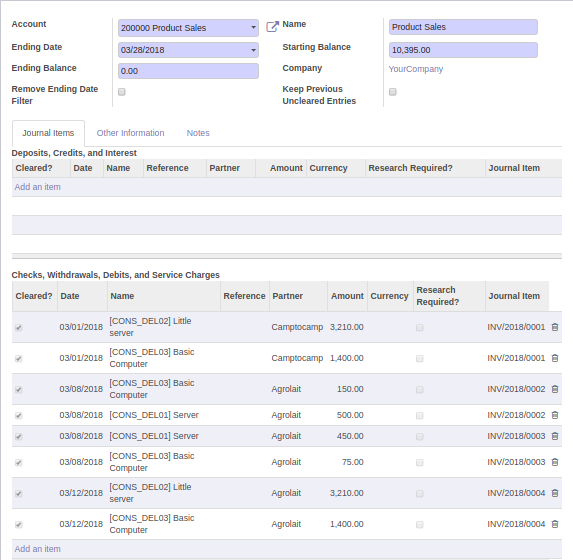 Account 200000 Product Sales Name Product Sales
Ending Date 03/28/2018 Starting Balance 10,395.00
Ending Balance 0.00 Company YourCompany
Remove Ending Date Keep Previous
Filter Uncleared Entries
Journal Items Other Information Notes
Deposits, Credits, and Interest
Cleared? Date Name Reference Partner Amount Currency Research Required? Journal Item
Add an item
Checks, Withdrawals, Debits, and Service Charges
Cleared? Date Name Reference Partner Amount Currency Research Required? Journal Item
03/01/2018 [CONS_DEL02] Little server Camptocamp 3,210.00 INV/2018/0001
03/01/2018 [CONS_DEL03] Basic Computer Camptocamp 1,400.00 INV/2018/0001
03/08/2018 [CONS_DEL03] Basic Computer Agrolait 150.00 INV/2018/0002
03/08/2018 [CONS_DEL01] Server Agrolait 500.00 INV/2018/0002
03/08/2018 [CONS_DEL01] Server Agrolait 450.00 INV/2018/0003
03/08/2018 [CONS_DEL03] Basic Computer Agrolait 75.00 INV/2018/0003
03/12/2018 [CONS_DEL02] Little server Agrolait 3,210.00 INV/2018/0004
03/12/2018 [CONS_DEL03] Basic Computer Agrolait 1,400.00 INV/2018/0004
Add an item